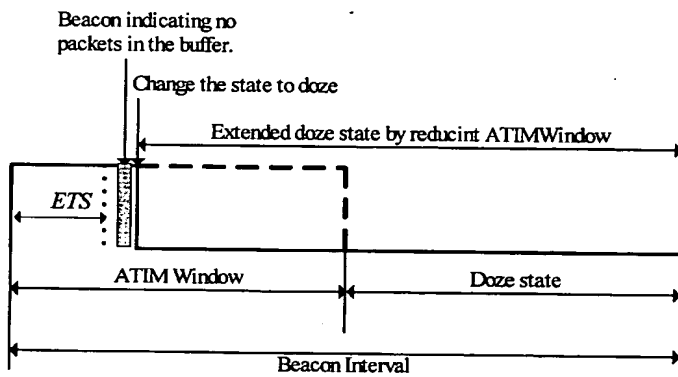 Beacon indicating no
packets in the buffer.
Change the state to doze
Extended doze state by reducint ATIMWindow
ETS
ATIM Window
Doze state
Beacon Interval